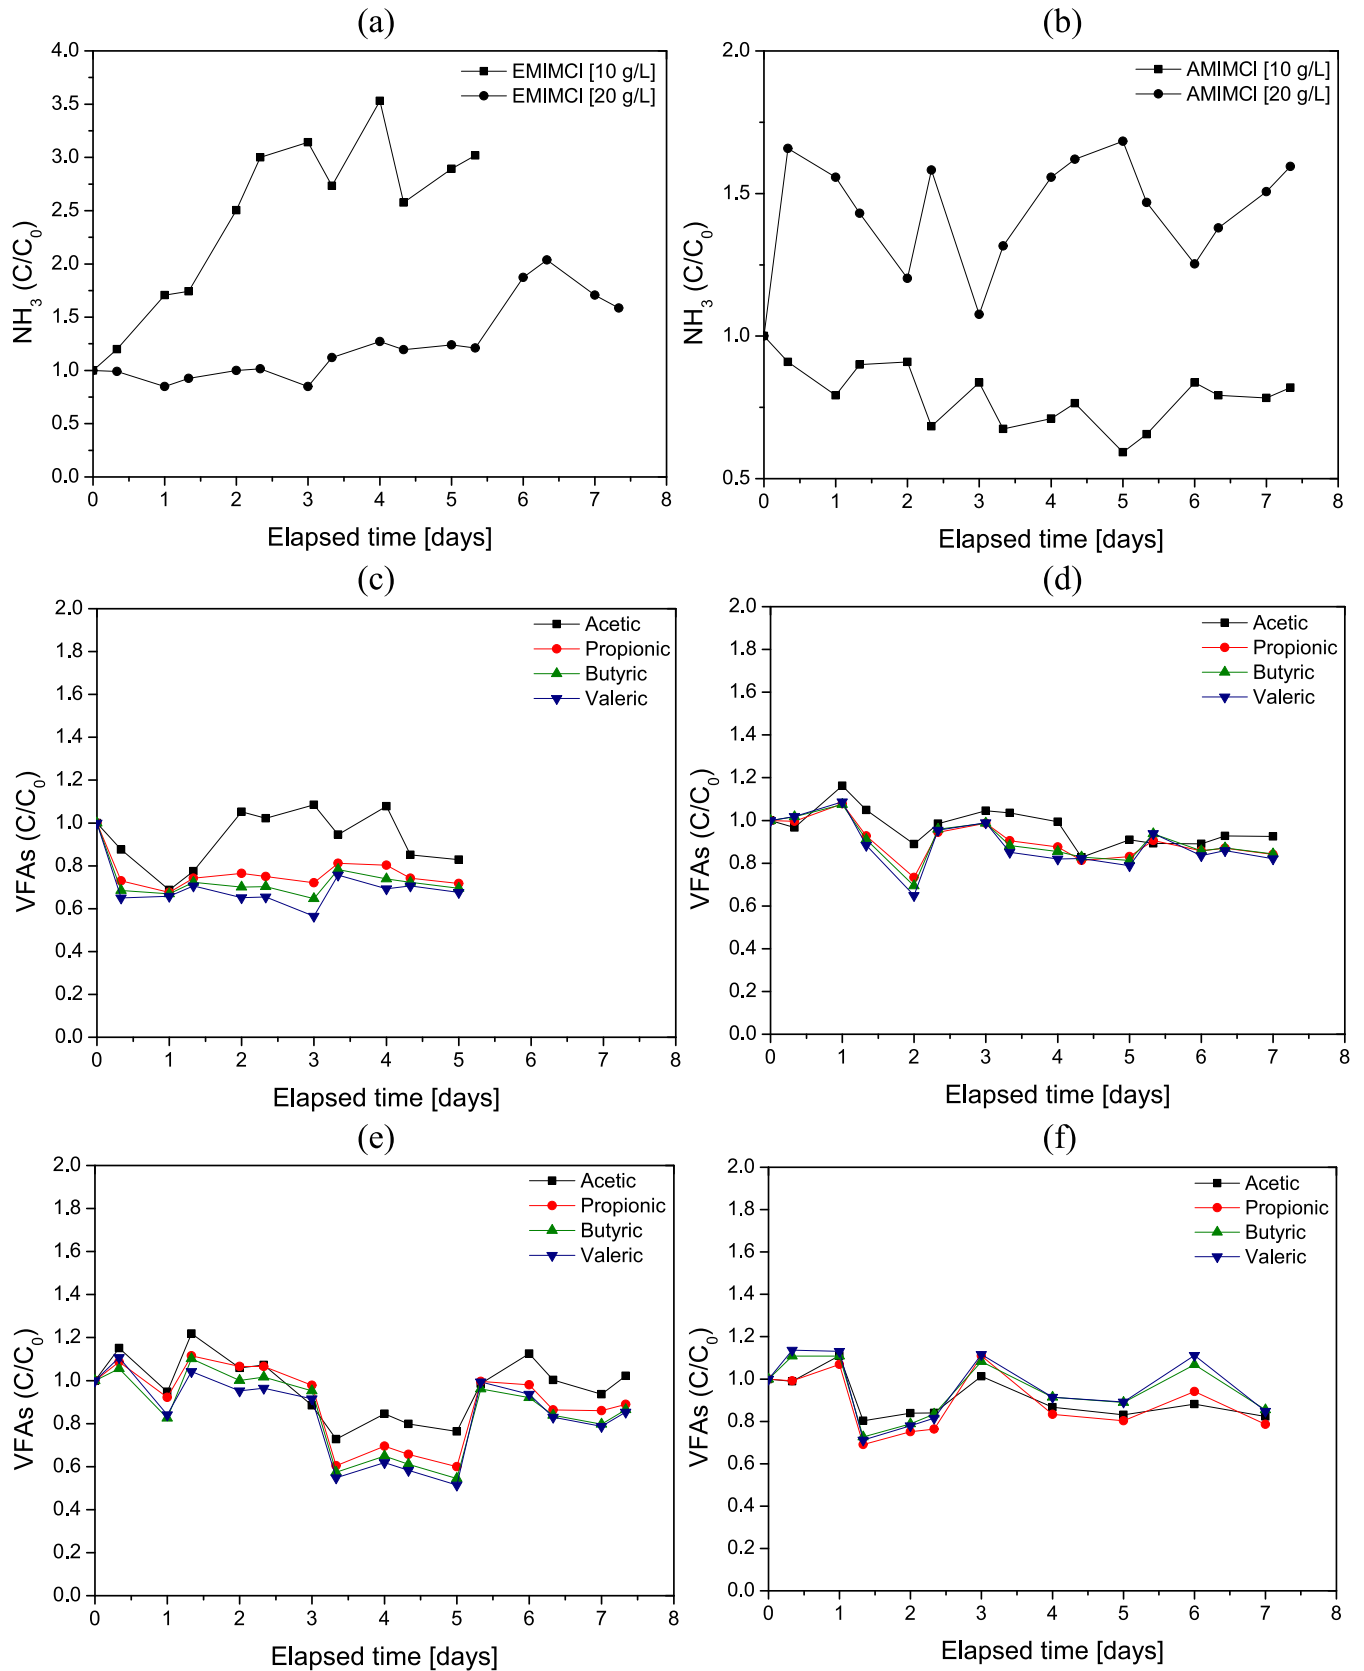 (a)
4.0
3.5
3.0
2.5
2.0
1.5
1.0
0.5
0.0
NH3 (C/C0)
EMIMCl [10 g/L]
EMIMCl [20 g/L]
0 1 2 3 4 5 6 7 8
Elapsed time [days]
(b)
2.0
1.5
1.0
0.5
NH3 (C/C0)
AMIMCl [10 g/L]
AMIMCl [20 g/L]
0 1 2 3 4 5 6 7 8
Elapsed time [days]
(c)
2.0
1.8
1.6
1.4
1.2
1.0
0.8
0.6
0.4
0.2
0.0
VFAs (C/C0)
Acetic
Propionic
Butyric
Valeric
0 1 2 3 4 5 6 7 8
Elapsed time [days]
(d)
2.0
1.8
1.6
1.4
1.2
1.0
0.8
0.6
0.4
0.2
0.0
VFAs (C/C0)
Acetic
Propionic
Butyric
Valeric
0 1 2 3 4 5 6 7 8
Elapsed time [days]
(e)
2.0
1.8
1.6
1.4
1.2
1.0
0.8
0.6
0.4
0.2
0.0
VFAs (C/C0)
Acetic
Propionic
Butyric
Valeric
0 1 2 3 4 5 6 7 8
Elapsed time [days]
(f)
2.0
1.8
1.6
1.4
1.2
1.0
0.8
0.6
0.4
0.2
0.0
VFAs (C/C0)
Acetic
Propionic
Butyric
Valeric
0 1 2 3 4 5 6 7 8
Elapsed time [days]